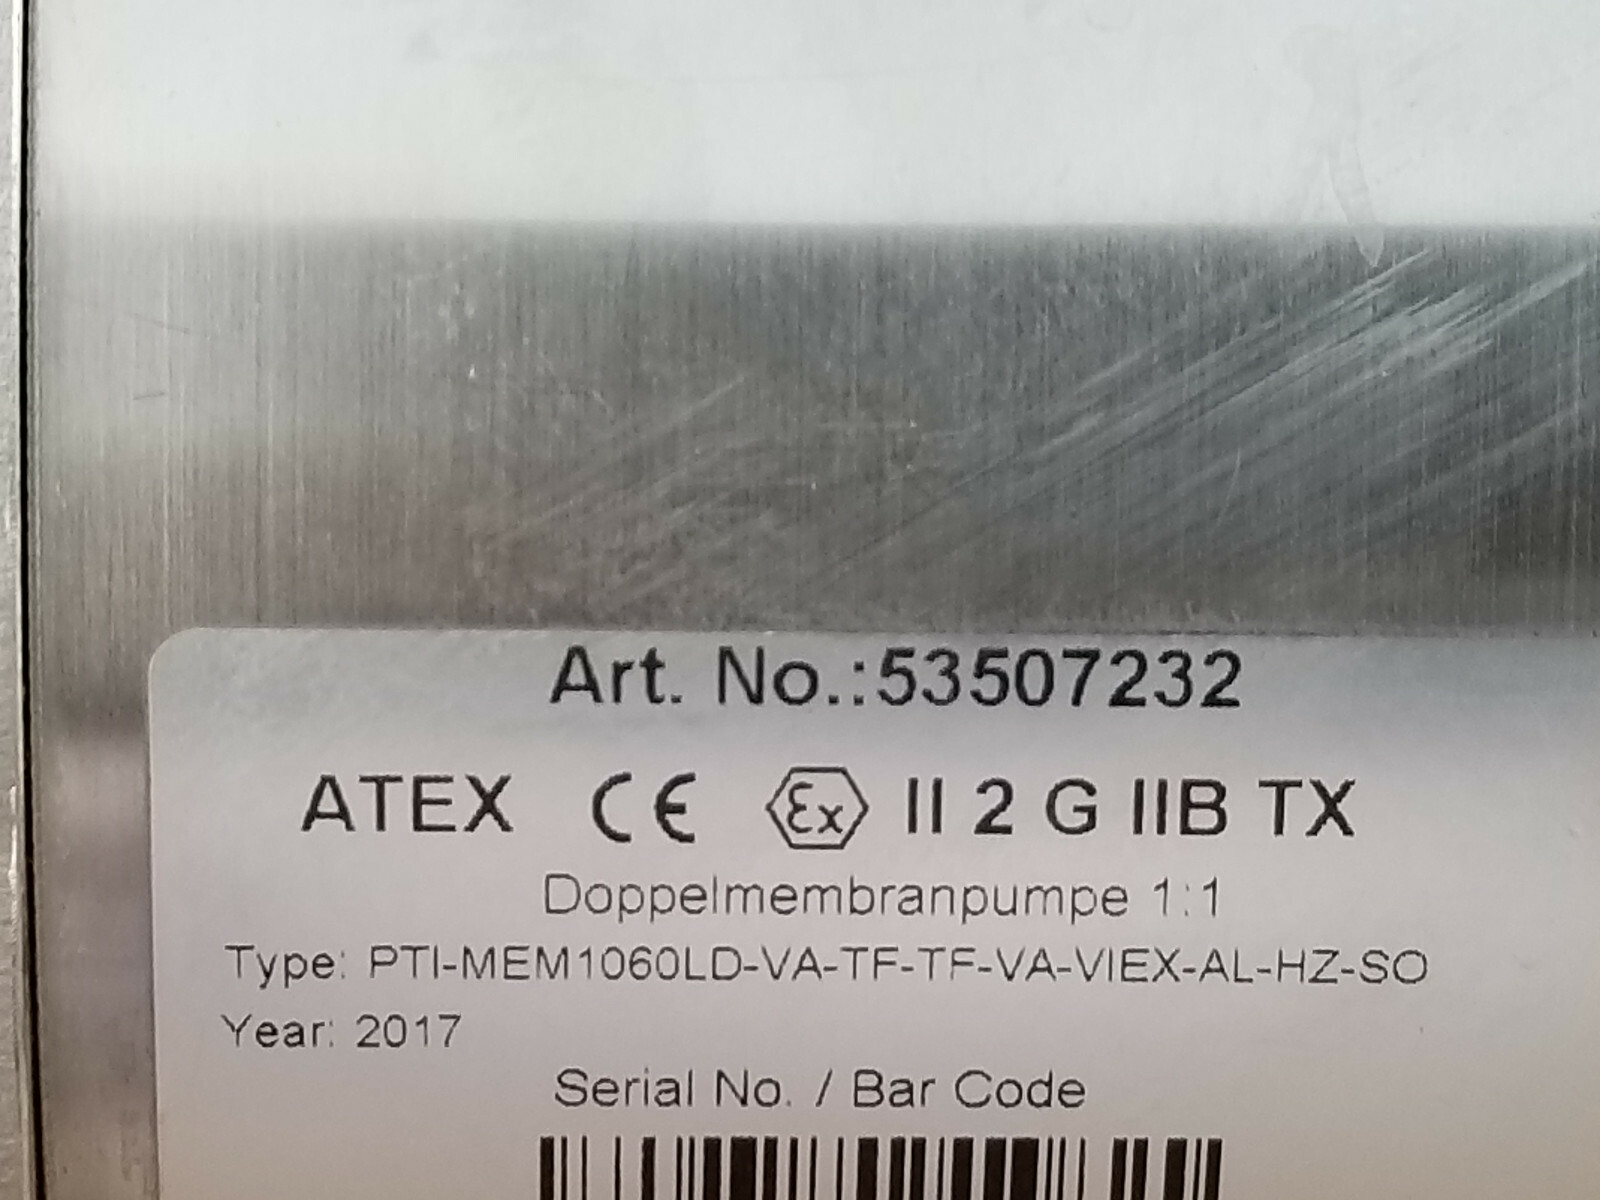 Art. No.:53507232
ATEX CE Ex II 2 G IIB TX
Doppelmembranpumpe 1:1
Type: PTI-MEM1060LD-VA-TF-TF-VA-VIEX-AL-HZ-SO
Year: 2017
Serial No. / Bar Code